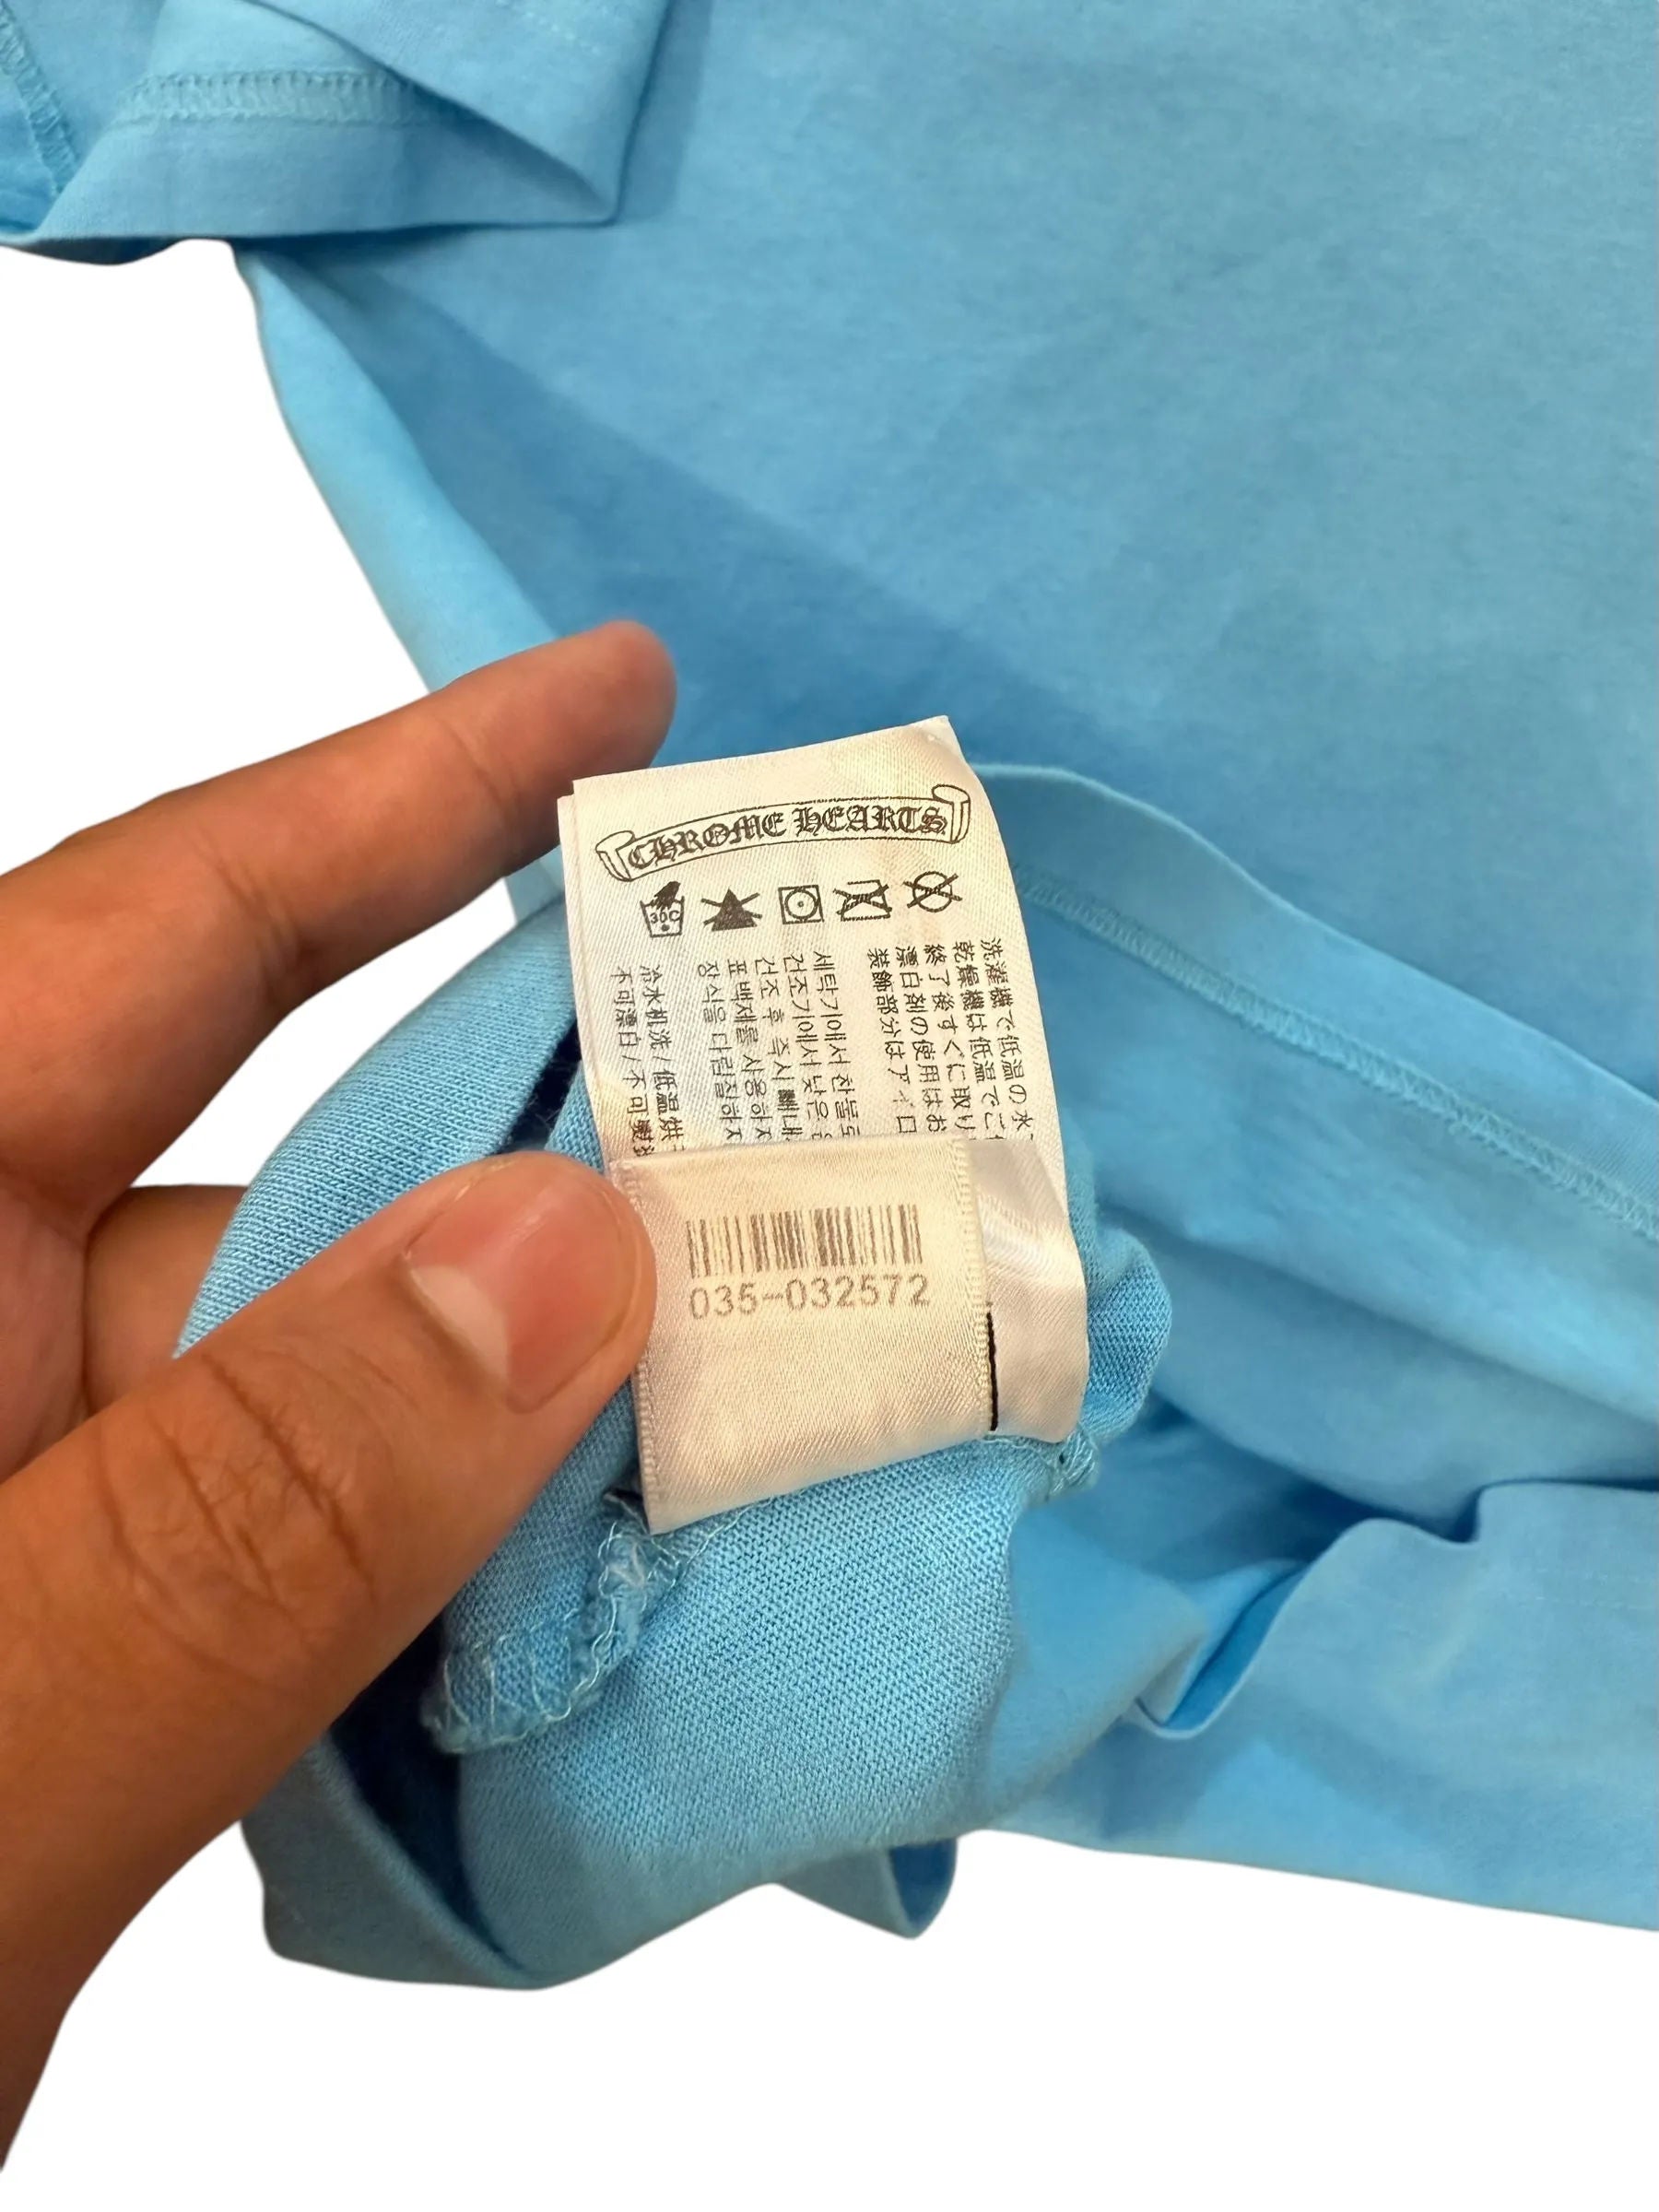 CHROME HEARTS
30C
洗濯機で低温の水
乾燥機は低温でご
終了後すぐに取り
漂白剤の使用はお
装飾部分はアイロ
세탁기에서 찬물로
건조기에서 낮은
건조 후 즉시 빼내
표백제를 사용하지
장식을 다림질하지
冷水机洗/低温烘
不可漂白/不可熨
035-032572